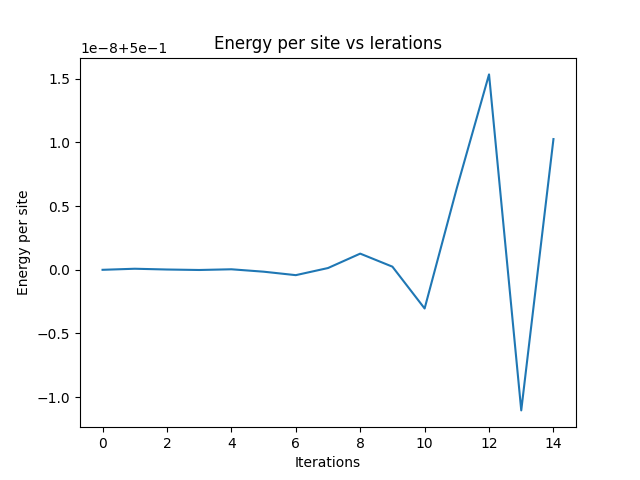 Energy per site vs Ierations
1e−8+5e−1
1.5
1.0
0.5
0.0
−0.5
−1.0
Energy per site
0 2 4 6 8 10 12 14
Iterations